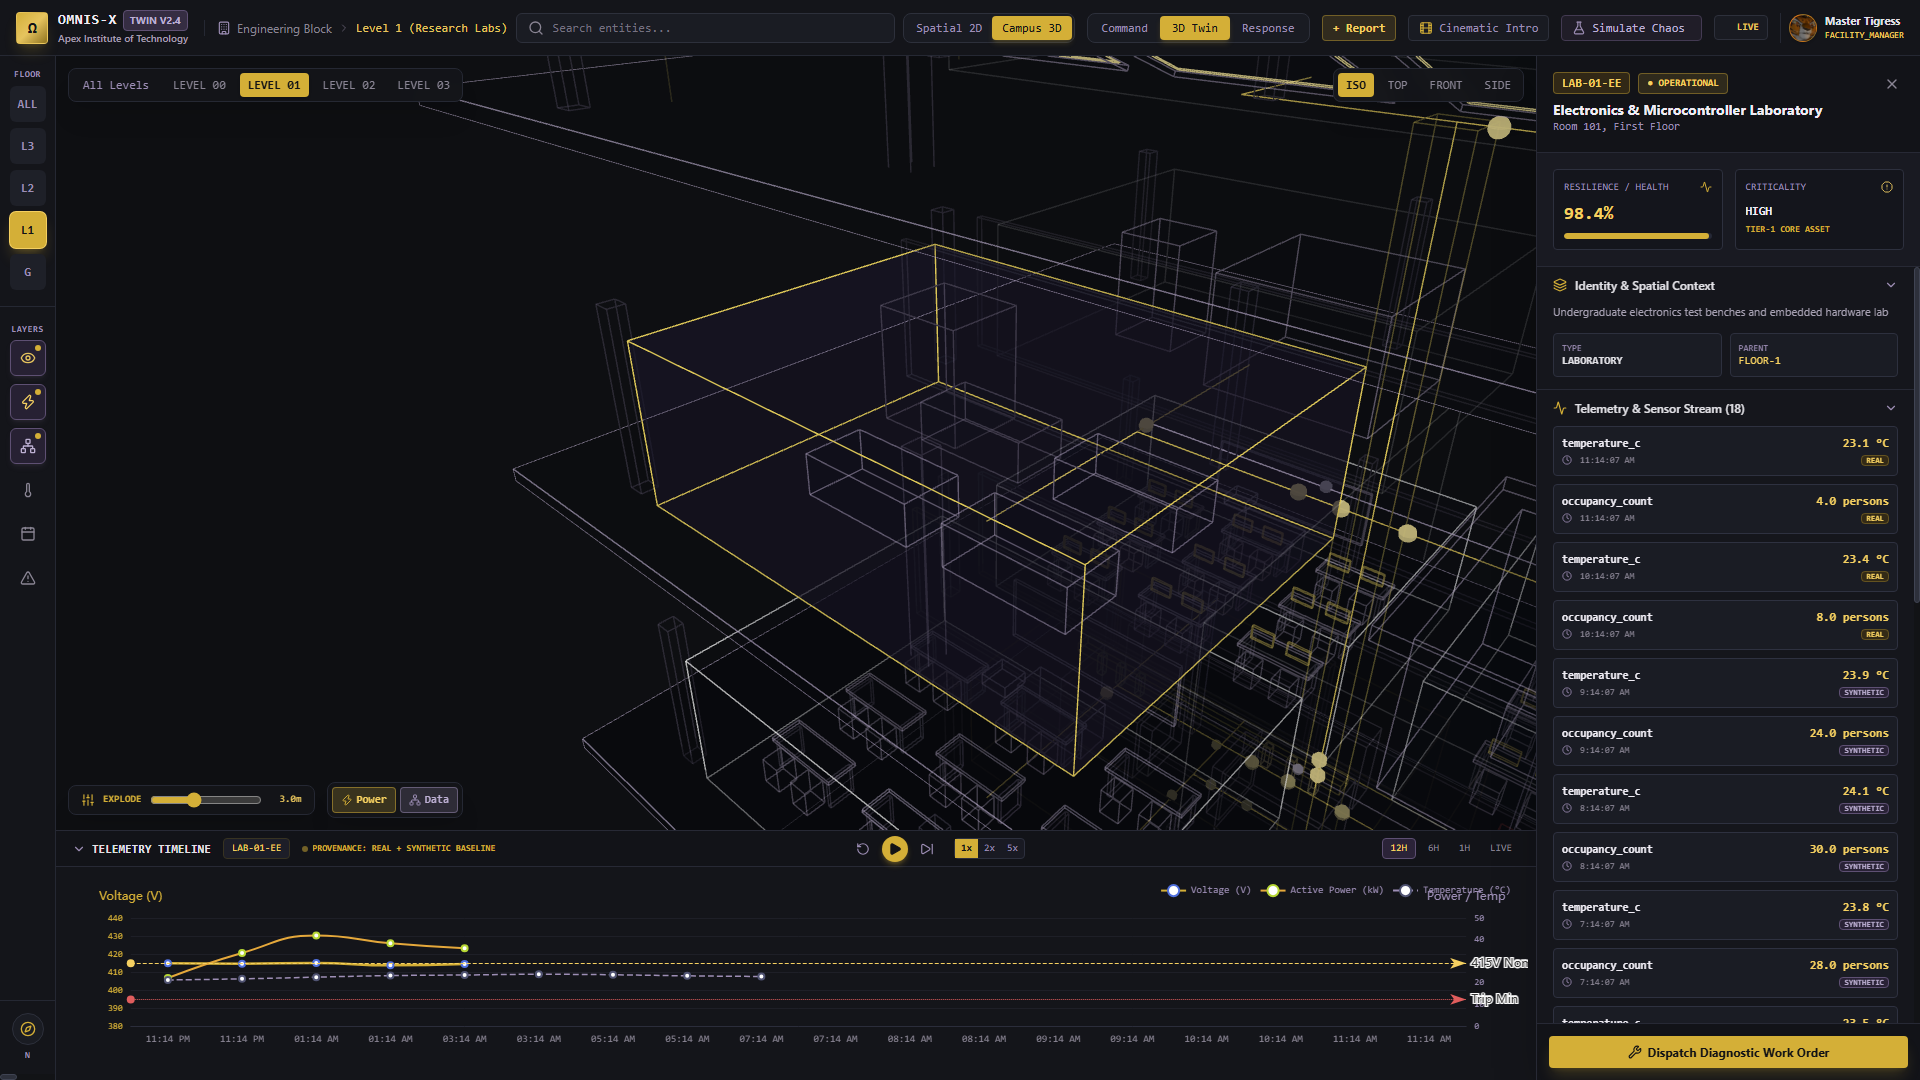 Ω
OMNIS-X TWIN V2.4
Apex Institute of Technology
Engineering Block > Level 1 (Research Labs)
Search entities...
Spatial 2D Campus 3D
Command 3D Twin Response
+ Report
Cinematic Intro
Simulate Chaos
LIVE
Master Tigress
FACILITY_MANAGER
FLOOR
ALL
L3
L2
L1
G
LAYERS
N
All Levels LEVEL 00 LEVEL 01 LEVEL 02 LEVEL 03
ISO TOP FRONT SIDE
EXPLODE 3.0m
Power Data
LAB-01-EE OPERATIONAL
Electronics & Microcontroller Laboratory
Room 101, First Floor
RESILIENCE / HEALTH
98.4%
CRITICALITY
HIGH
TIER-1 CORE ASSET
Identity & Spatial Context
Undergraduate electronics test benches and embedded hardware lab
TYPE
LABORATORY
PARENT
FLOOR-1
Telemetry & Sensor Stream (18)
temperature_c 23.1 °C
11:14:07 AM REAL
occupancy_count 4.0 persons
11:14:07 AM REAL
temperature_c 23.4 °C
10:14:07 AM REAL
occupancy_count 8.0 persons
10:14:07 AM REAL
temperature_c 23.9 °C
9:14:07 AM SYNTHETIC
occupancy_count 24.0 persons
9:14:07 AM SYNTHETIC
temperature_c 24.1 °C
8:14:07 AM SYNTHETIC
occupancy_count 30.0 persons
8:14:07 AM SYNTHETIC
temperature_c 23.8 °C
7:14:07 AM SYNTHETIC
occupancy_count 28.0 persons
7:14:07 AM SYNTHETIC
temperature_c 23.5 °C
Dispatch Diagnostic Work Order
TELEMETRY TIMELINE LAB-01-EE PROVENANCE: REAL + SYNTHETIC BASELINE
1x 2x 5x
12H 6H 1H LIVE
Voltage (V) Active Power (kW) Temperature (°C)
Voltage (V)
Power / Temp
440
430
420
410
400
390
380
50
40
20
10
0
415V Nom
Trip Min
11:14 PM 11:14 PM 01:14 AM 01:14 AM 03:14 AM 03:14 AM 05:14 AM 05:14 AM 07:14 AM 07:14 AM 08:14 AM 08:14 AM 09:14 AM 09:14 AM 10:14 AM 10:14 AM 11:14 AM 11:14 AM